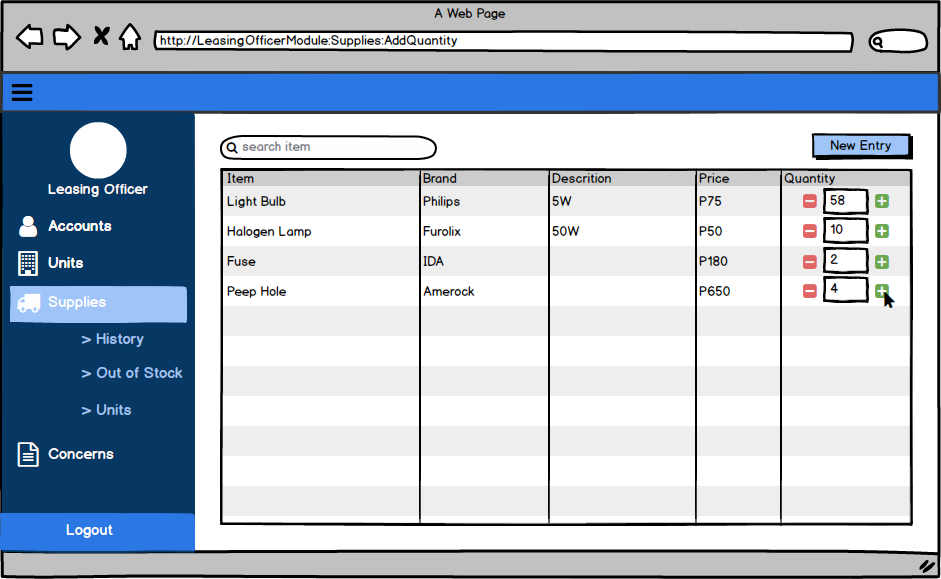 A Web Page
http://LeasingOfficerModule:Supplies:AddQuantity
Leasing Officer
Accounts
Units
Supplies
> History
> Out of Stock
> Units
Concerns
Logout
search item
New Entry
Item Brand Descrition Price Quantity
Light Bulb Philips 5W P75 58
Halogen Lamp Furolix 50W P50 10
Fuse IDA P180 2
Peep Hole Amerock P650 4